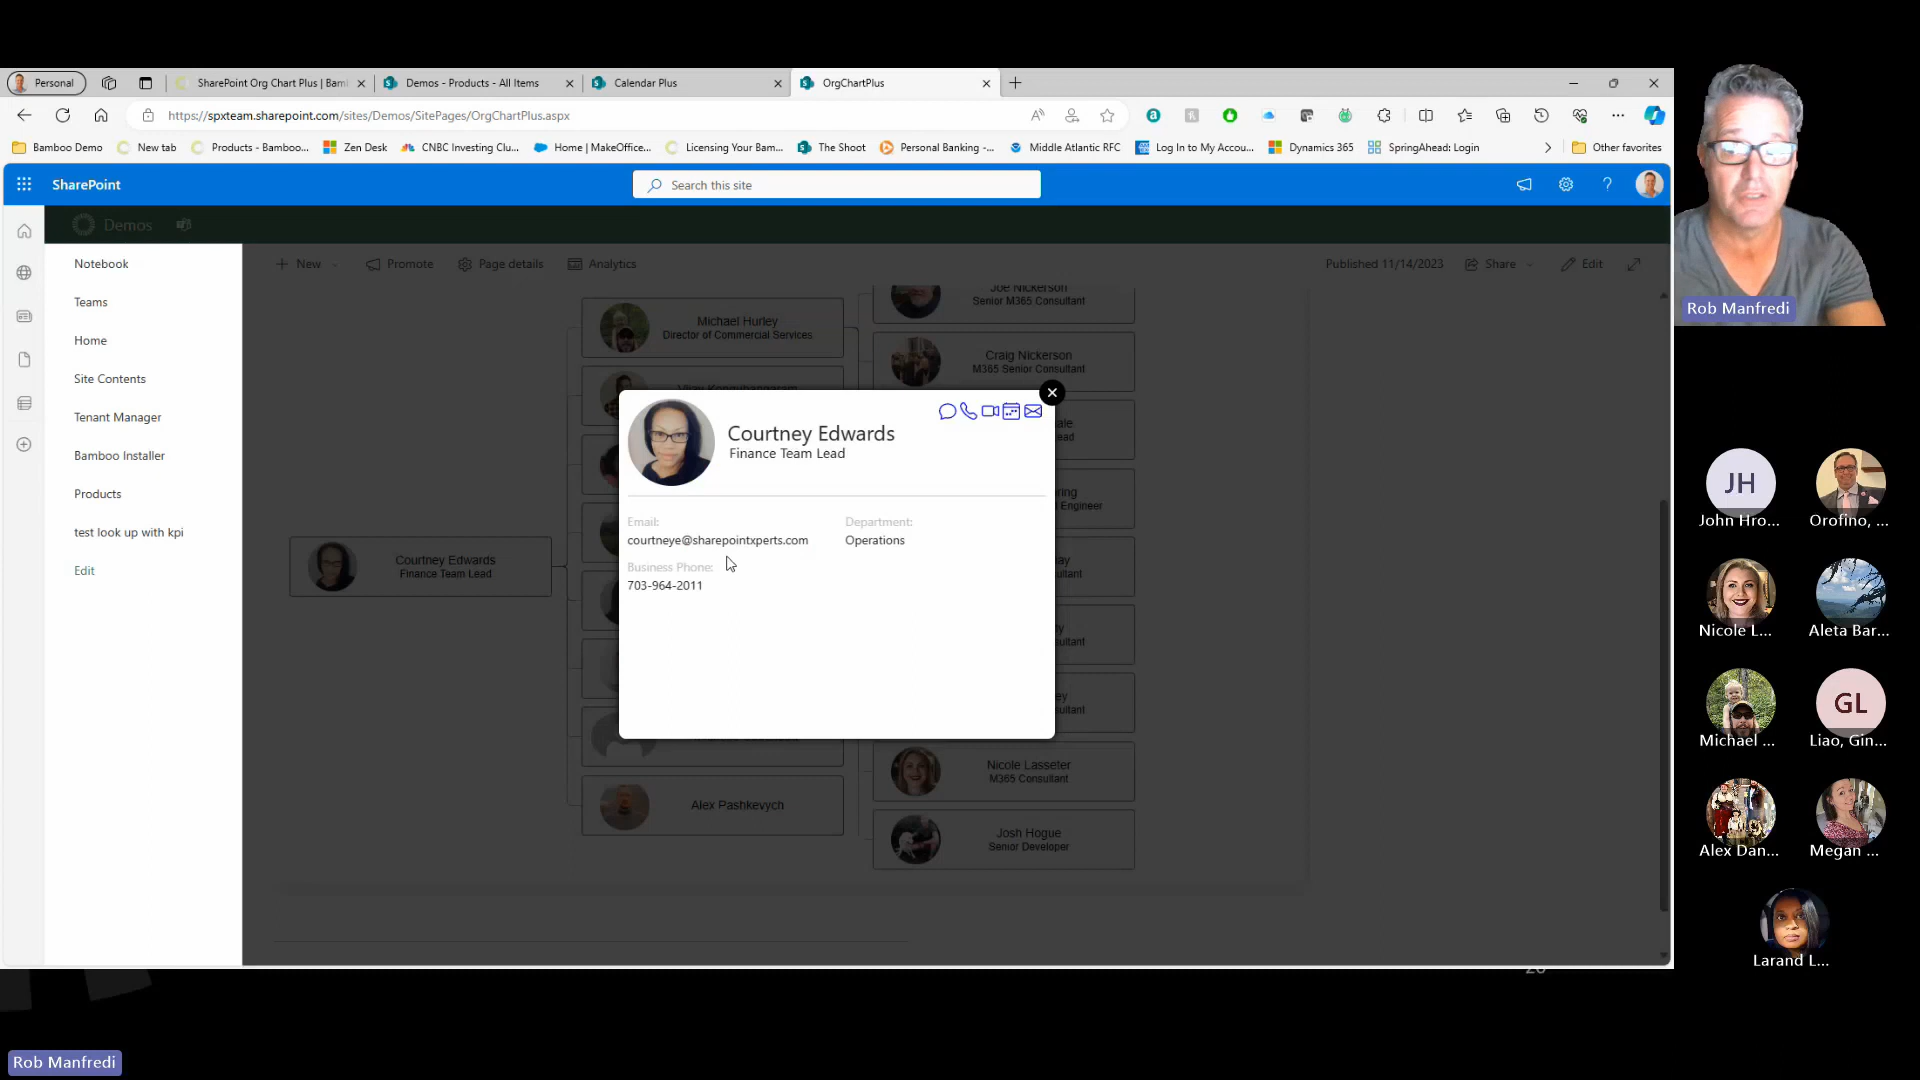 Personal
SharePoint Org Chart Plus | Bam
Demos - Products - All Items
Calendar Plus
OrgChartPlus
https://spxteam.sharepoint.com/sites/Demos/SitePages/OrgChartPlus.aspx
Bamboo Demo
New tab
Products - Bamboo...
Zen Desk
CNBC Investing Clu...
Home | MakeOffice...
Licensing Your Bam...
The Shoot
Personal Banking -...
Middle Atlantic RFC
Log In to My Accou...
Dynamics 365
SpringAhead: Login
Other favorites
SharePoint
Search this site
Demos
Notebook
Teams
Home
Site Contents
Tenant Manager
Bamboo Installer
Products
test look up with kpi
Edit
New
Promote
Page details
Analytics
Published 11/14/2023
Share
Edit
Courtney Edwards
Finance Team Lead
Michael Hurley
Director of Commercial Services
Alex Pashkevych
Joe Nickerson
Senior M365 Consultant
Craig Nickerson
M365 Senior Consultant
Engineer
Nicole Lasseter
M365 Consultant
Josh Hogue
Senior Developer
Courtney Edwards
Finance Team Lead
Email:
courtneye@sharepointxperts.com
Department:
Operations
Business Phone:
703-964-2011
Rob Manfredi
JH
John Hro...
Orofino, ...
Nicole L...
Aleta Bar...
Michael ...
GL
Liao, Gin...
Alex Dan...
Megan ...
Larand L...
Rob Manfredi